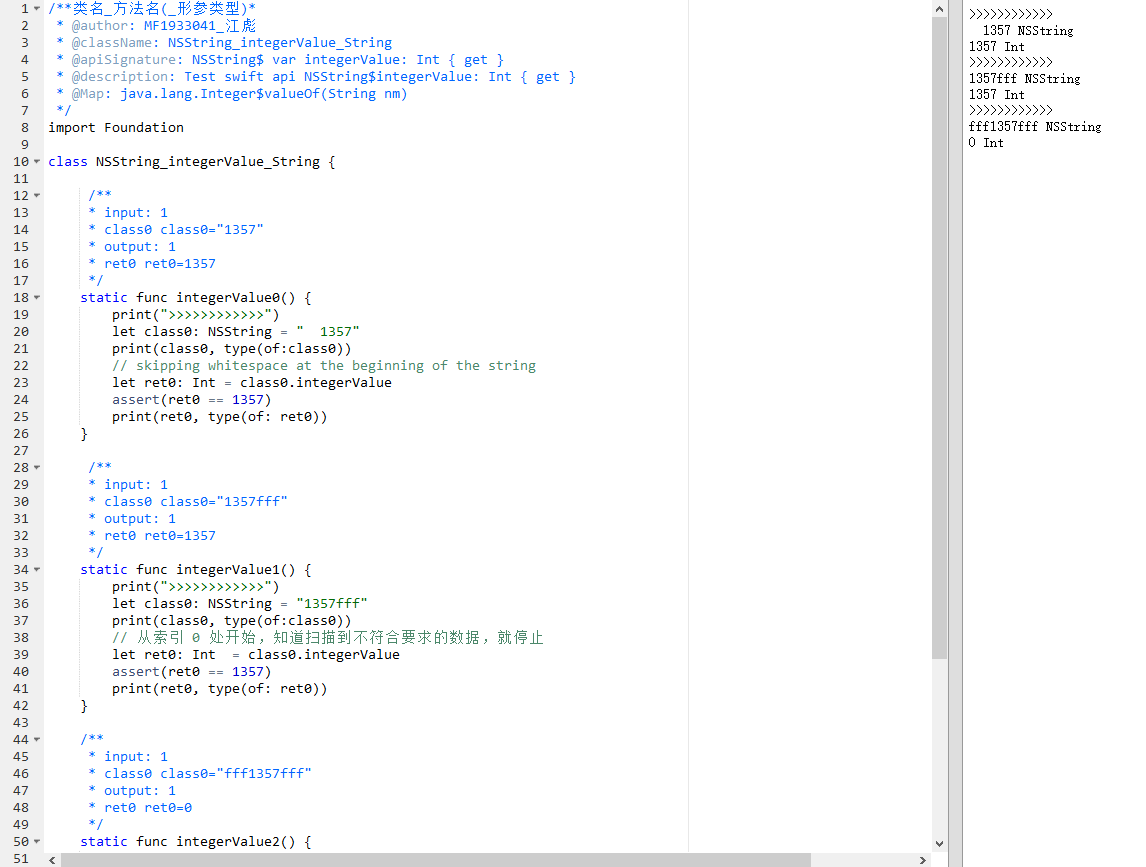 1 /**类名_方法名(_形参类型)*
2  * @author: MF1933041_江彪
3  * @className: NSString_integerValue_String
4  * @apiSignature: NSString$ var integerValue: Int { get }
5  * @description: Test swift api NSString$integerValue: Int { get }
6  * @Map: java.lang.Integer$valueOf(String nm)
7  */
8 import Foundation
9
10 class NSString_integerValue_String {
11
12      /**
13      * input: 1
14      * class0 class0="1357"
15      * output: 1
16      * ret0 ret0=1357
17      */
18     static func integerValue0() {
19         print(">>>>>>>>>>>>")
20         let class0: NSString = "  1357"
21         print(class0, type(of:class0))
22         // skipping whitespace at the beginning of the string
23         let ret0: Int = class0.integerValue
24         assert(ret0 == 1357)
25         print(ret0, type(of: ret0))
26     }
27
28      /**
29      * input: 1
30      * class0 class0="1357fff"
31      * output: 1
32      * ret0 ret0=1357
33      */
34     static func integerValue1() {
35         print(">>>>>>>>>>>>")
36         let class0: NSString = "1357fff"
37         print(class0, type(of:class0))
38         // 从索引 0 处开始，知道扫描到不符合要求的数据，就停止
39         let ret0: Int  = class0.integerValue
40         assert(ret0 == 1357)
41         print(ret0, type(of: ret0))
42     }
43
44     /**
45      * input: 1
46      * class0 class0="fff1357fff"
47      * output: 1
48      * ret0 ret0=0
49      */
50     static func integerValue2() {
51
>>>>>>>>>>>>
  1357 NSString
1357 Int
>>>>>>>>>>>>
1357fff NSString
1357 Int
>>>>>>>>>>>>
fff1357fff NSString
0 Int